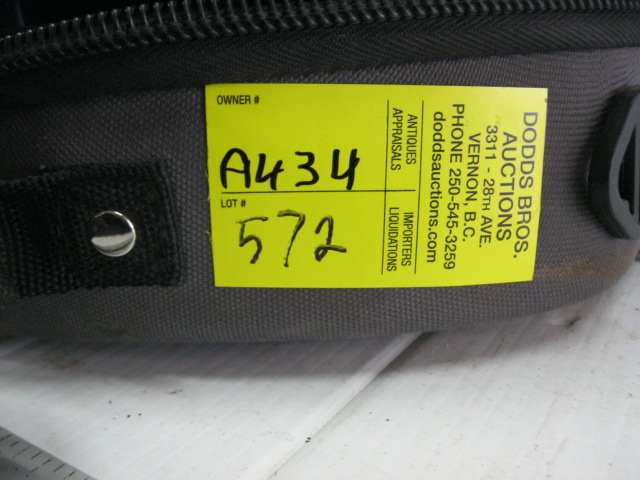 OWNER #
A434
LOT #
572
ANTIQUES
APPRAISALS
IMPORTERS
LIQUIDATIONS
DODDS BROS.
AUCTIONS
3311 - 28TH AVE.
VERNON, B.C.
PHONE 250-545-3259
doddsauctions.com